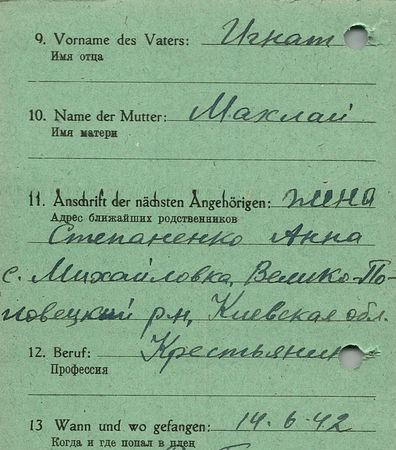 9. Vorname des Vaters: Игнат
Имя отца
10. Name der Mutter: Махлай
Имя матери
11. Anschrift der nächsten Angehörigen: жена
Адрес ближайших родственников
Степаненко Анна
с. Михайловка, Велико-По-
ловецкий р-н, Киевская обл.
12. Beruf: Крестьянин
Профессия
13 Wann und wo gefangen: 14.6.42
Когда и где попал в плен